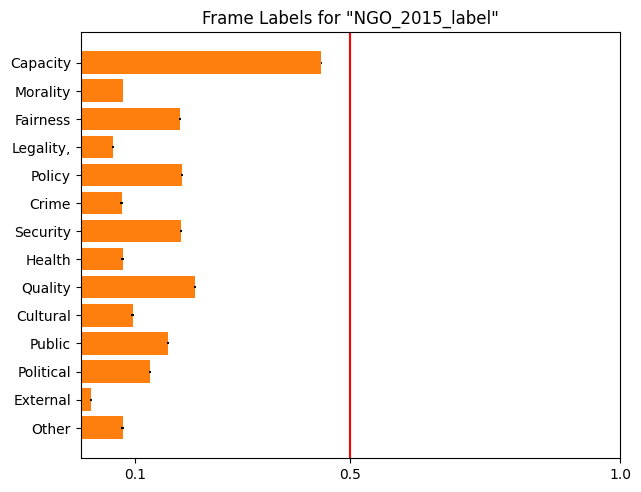 Frame Labels for "NGO_2015_label"
Capacity
Morality
Fairness
Legality,
Policy
Crime
Security
Health
Quality
Cultural
Public
Political
External
Other
0.1 0.5 1.0